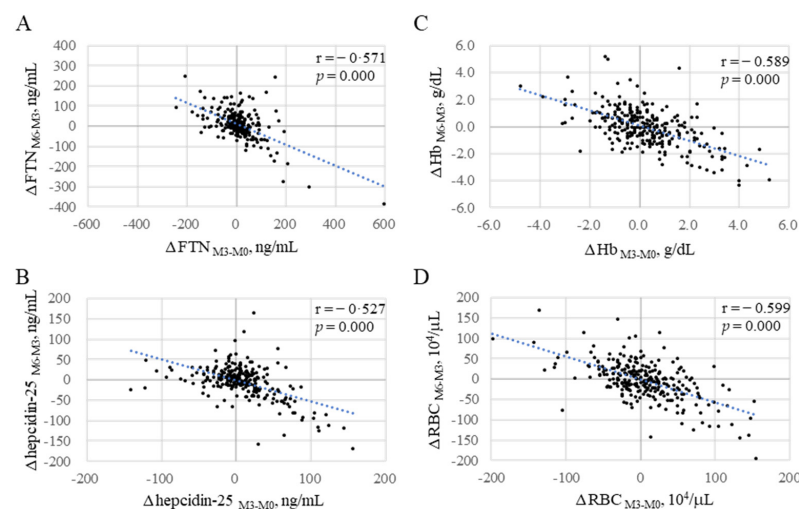 A
400
300
200
100
0
-100
-200
-300
-400
-600 -400 -200 0 200 400 600
ΔFTN M6-M3, ng/mL
ΔFTN M3-M0, ng/mL
r=−0·571
p=0.000
C
6.0
4.0
2.0
0.0
-2.0
-4.0
-6.0
-6.0 -4.0 -2.0 0.0 2.0 4.0 6.0
ΔHb M6-M3, g/dL
ΔHb M3-M0, g/dL
r=−0.589
p=0.000
B
200
150
100
50
0
-50
-100
-150
-200
-200 -100 0 100 200
Δhepcidin-25 M6-M3, ng/mL
Δhepcidin-25 M3-M0, ng/mL
r=−0·527
p=0.000
D
200
150
100
50
0
-50
-100
-150
-200
-200 -100 0 100 200
ΔRBC M6-M3, 10⁴/μL
ΔRBC M3-M0, 10⁴/μL
r=−0.599
p=0.000